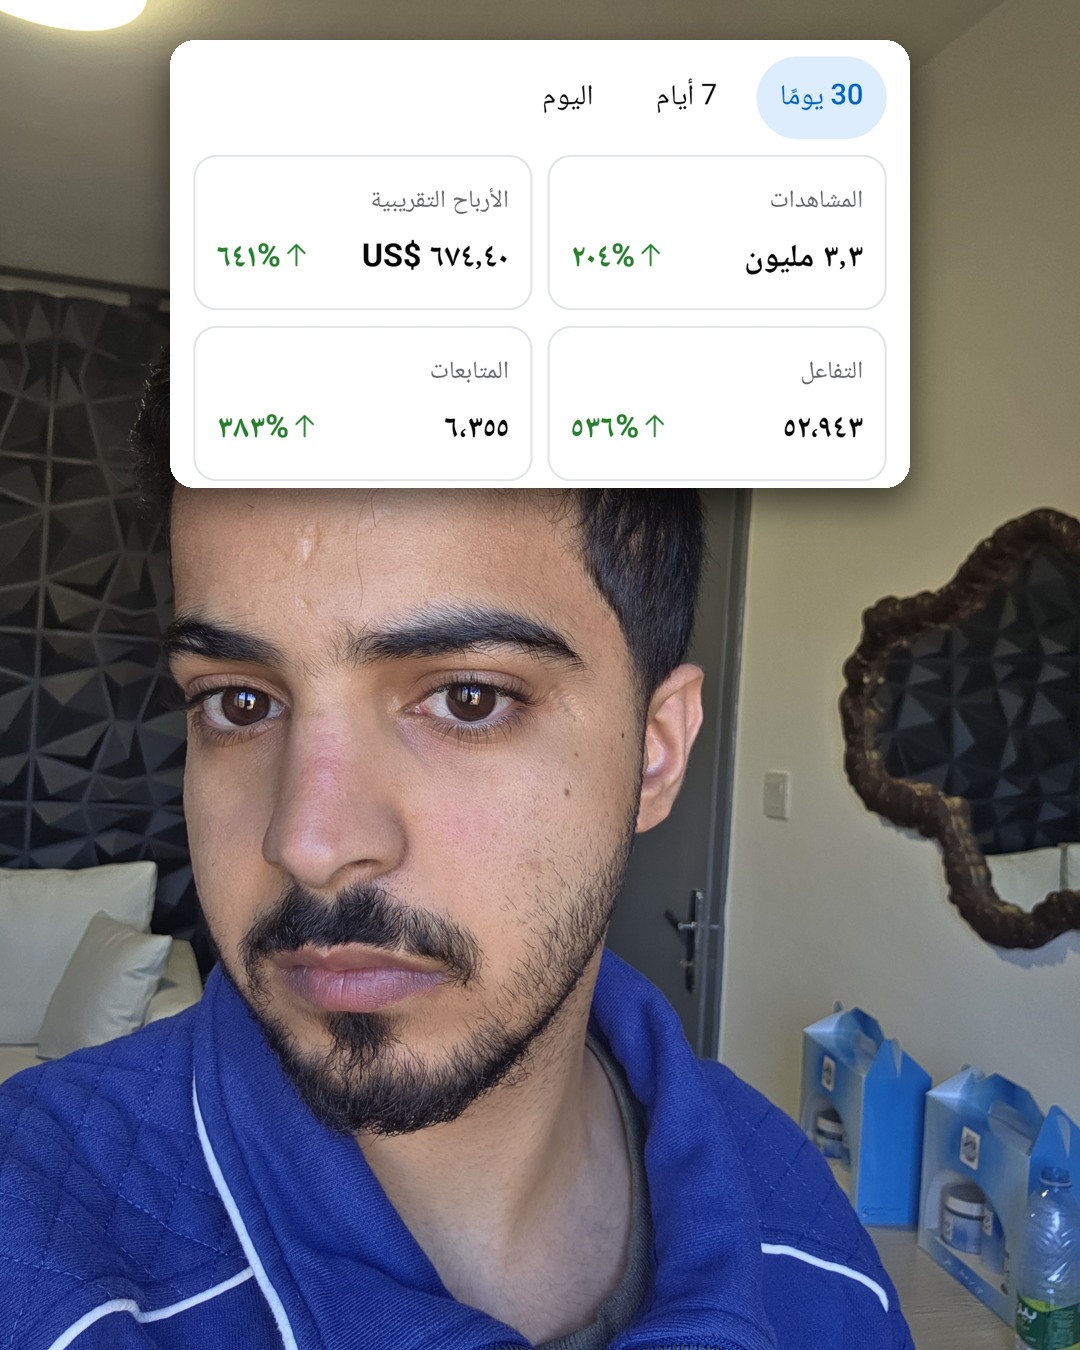 30 يومًا
7 أيام
اليوم
المشاهدات
٣,٣ مليون
↑ ٢٠٤%
الأرباح التقريبية
US$ ٦٧٤,٤٠
↑ ٦٤١%
التفاعل
٥٢،٩٤٣
↑ ٥٣٦%
المتابعات
٦،٣٥٥
↑ ٣٨٣%